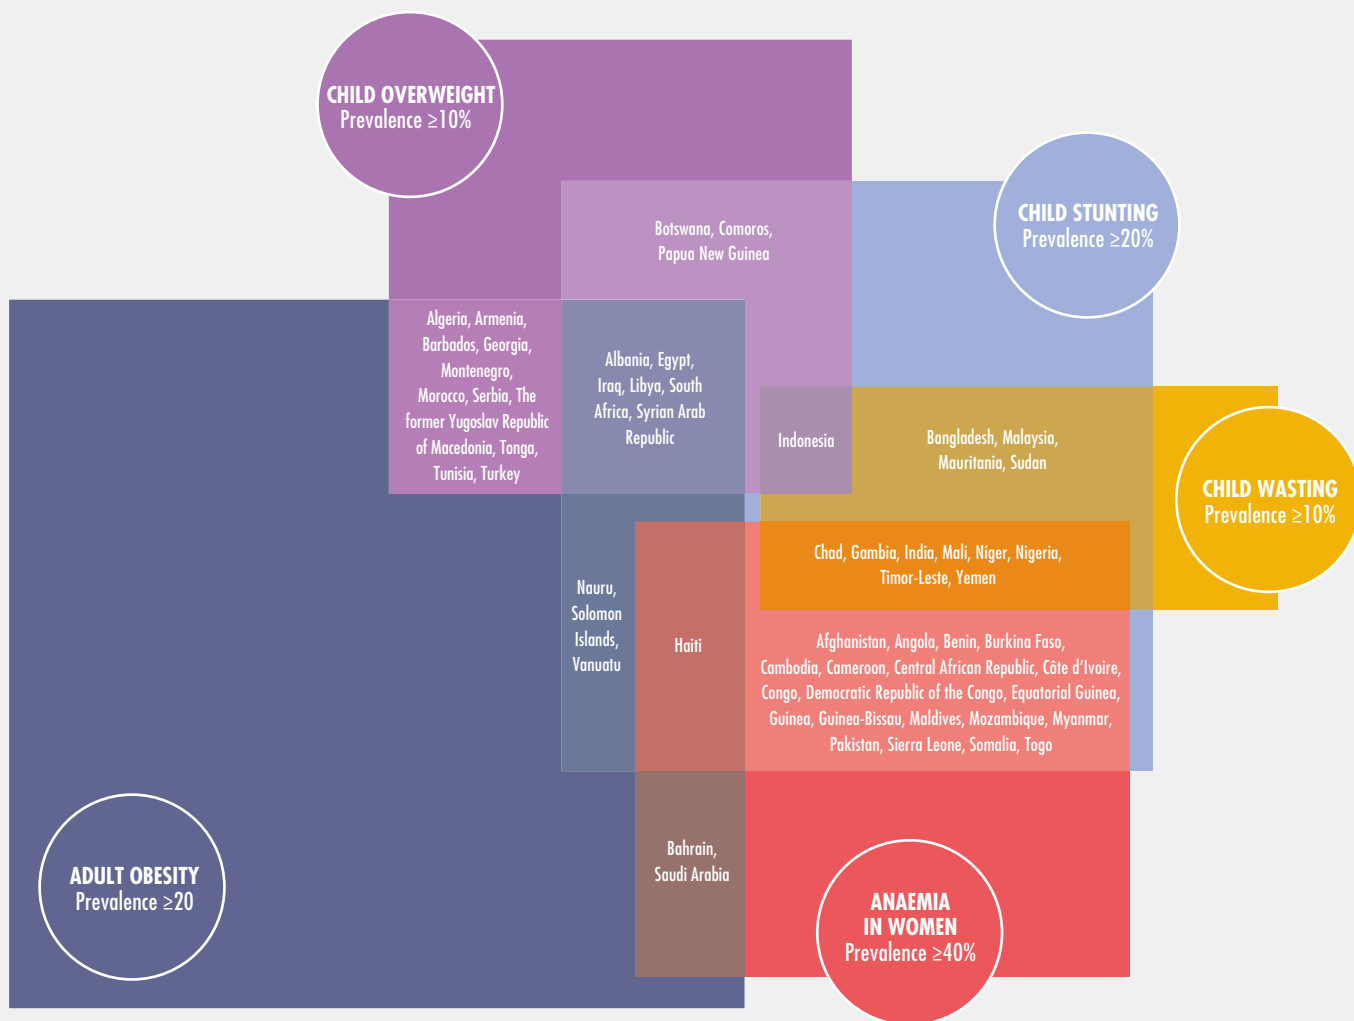 CHILD OVERWEIGHT
Prevalence ≥10%
CHILD STUNTING
Prevalence ≥20%
Botswana, Comoros,
Papua New Guinea
Algeria, Armenia,
Barbados, Georgia,
Montenegro,
Morocco, Serbia, The
former Yugoslav Republic
of Macedonia, Tonga,
Tunisia, Turkey
Albania, Egypt,
Iraq, Libya, South
Africa, Syrian Arab
Republic
Indonesia
Bangladesh, Malaysia,
Mauritania, Sudan
CHILD WASTING
Prevalence ≥10%
Chad, Gambia, India, Mali, Níger, Nigeria,
Timor-Leste, Yemen
Nauru,
Solomon
Islands,
Vanuatu
Haiti
Afghanistan, Angola, Benin, Burkina Faso,
Cambodia, Cameroon, Central African Republic, Côte d’Ivoire,
Congo, Democratic Republic of the Congo, Equatorial Guinea,
Guinea, Guinea-Bissau, Maldives, Mozambique, Myanmar,
Pakistan, Sierra Leone, Somalia, Togo
Bahrain,
Saudi Arabia
ADULT OBESITY
Prevalence ≥20
ANAEMIA
IN WOMEN
Prevalence ≥40%